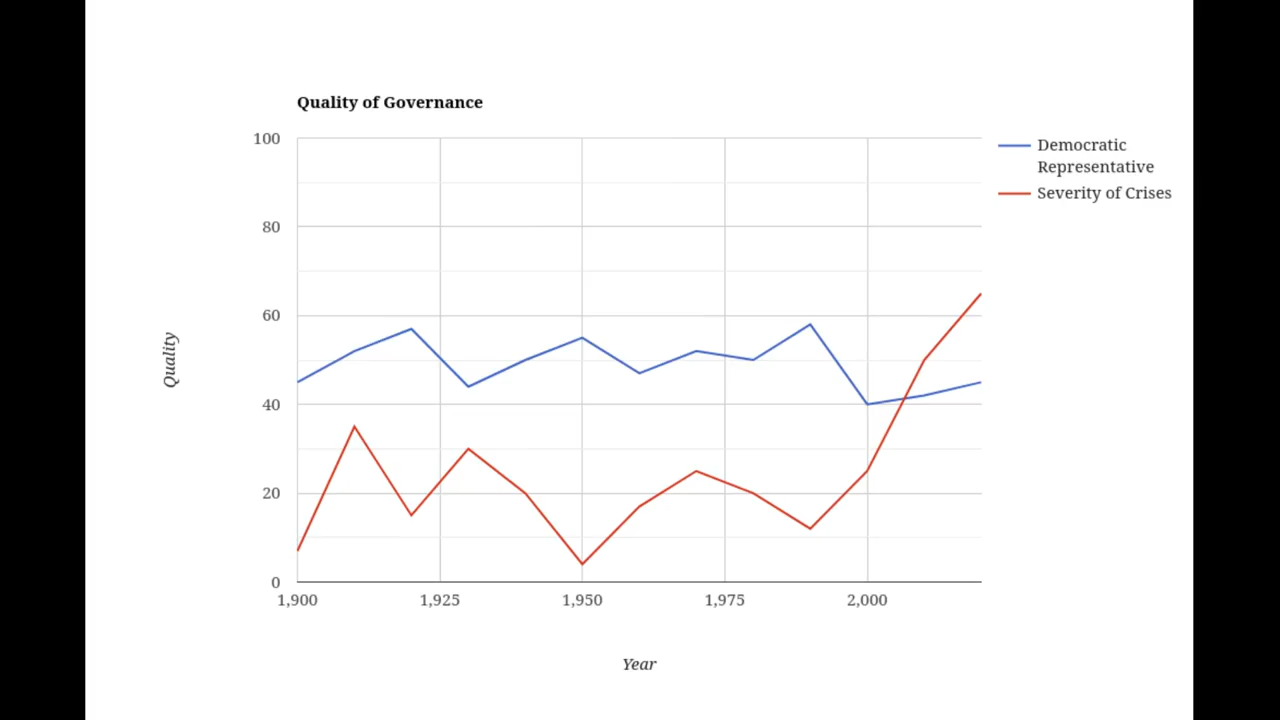 Quality of Governance
100
80
60
40
20
0
Quality
1,900 1,925 1,950 1,975 2,000
Year
Democratic
Representative
Severity of Crises